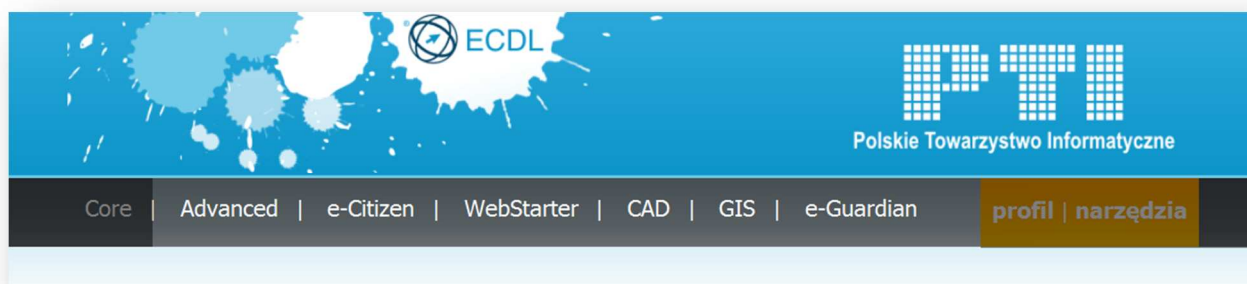 ECDL
PTI
Polskie Towarzystwo Informatyczne
Core | Advanced | e-Citizen | WebStarter | CAD | GIS | e-Guardian profil | narzędzia